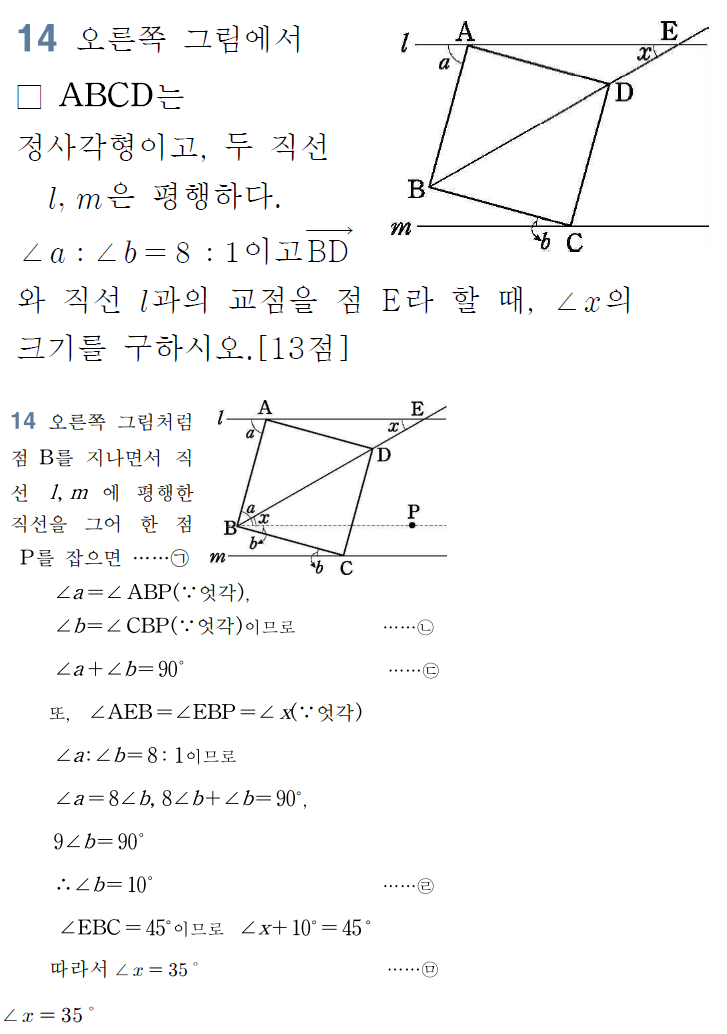 14 오른쪽 그림에서
□ ABCD는
정사각형이고, 두 직선
l, m은 평행하다.
∠a : ∠b = 8 : 1이고 BD
와 직선 l과의 교점을 점 E라 할 때, ∠x의
크기를 구하시오.[13점]
l A E
a x
D
B
m b C
14 오른쪽 그림처럼
점 B를 지나면서 직
선 l, m 에 평행한
직선을 그어 한 점
P를 잡으면 ……㉠
l A E
a x
D
a x P
B
b
m b C
∠a=∠ABP(∵엇각),
∠b=∠CBP(∵엇각)이므로 ……㉡
∠a+∠b=90° ……㉢
또, ∠AEB=∠EBP=∠x(∵엇각)
∠a:∠b=8 : 1이므로
∠a=8∠b, 8∠b+∠b=90°,
9∠b=90°
∴∠b=10° ……㉣
∠EBC=45°이므로 ∠x+10°=45°
따라서 ∠x=35° ……㉤
∠x=35°